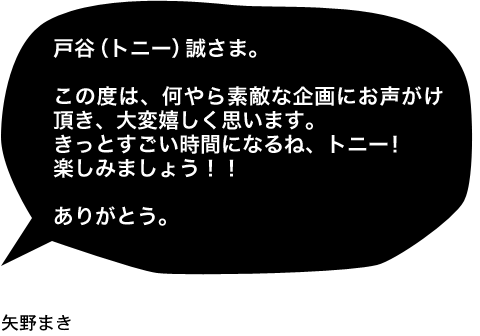 戸谷（トニー）誠さま。
この度は、何やら素敵な企画にお声がけ
頂き、大変嬉しく思います。
きっとすごい時間になるね、トニー！
楽しみましょう！！
ありがとう。
矢野まき